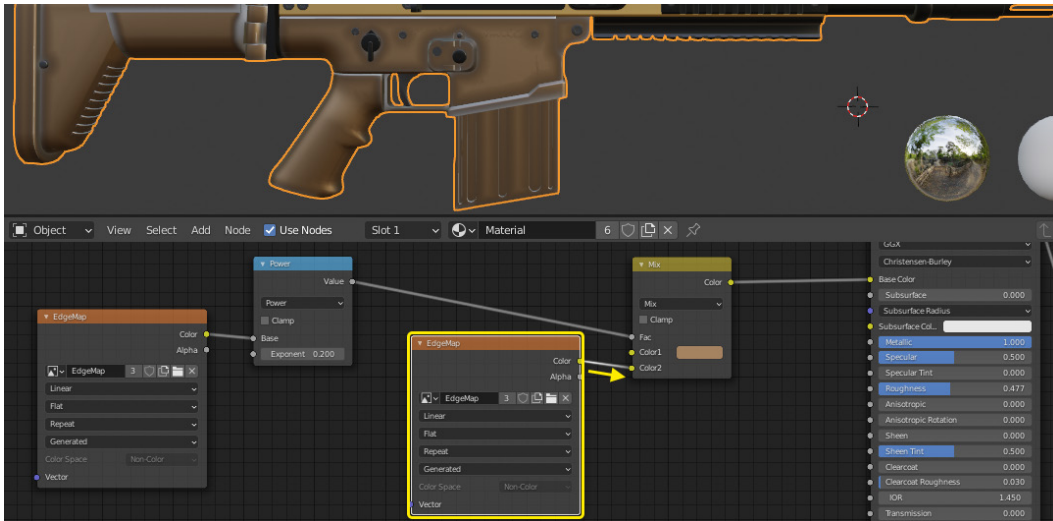 Object View Select Add Node Use Nodes Slot 1 Material 6
EdgeMap
Color
Alpha
EdgeMap 3
Linear
Flat
Repeat
Generated
Color Space Non-Color
Vector
Power
Value
Power
Clamp
Base
Exponent 0.200
EdgeMap
Color
Alpha
EdgeMap 3
Linear
Flat
Repeat
Generated
Color Space Non-Color
Vector
Mix
Color
Mix
Clamp
Fac
Color1
Color2
GGX
Christensen-Burley
Base Color
Subsurface 0.000
Subsurface Radius
Subsurface Col...
Metallic 1.000
Specular 0.500
Specular Tint 0.000
Roughness 0.477
Anisotropic 0.000
Anisotropic Rotation 0.000
Sheen 0.000
Sheen Tint 0.500
Clearcoat 0.000
Clearcoat Roughness 0.030
IOR 1.450
Transmission 0.000